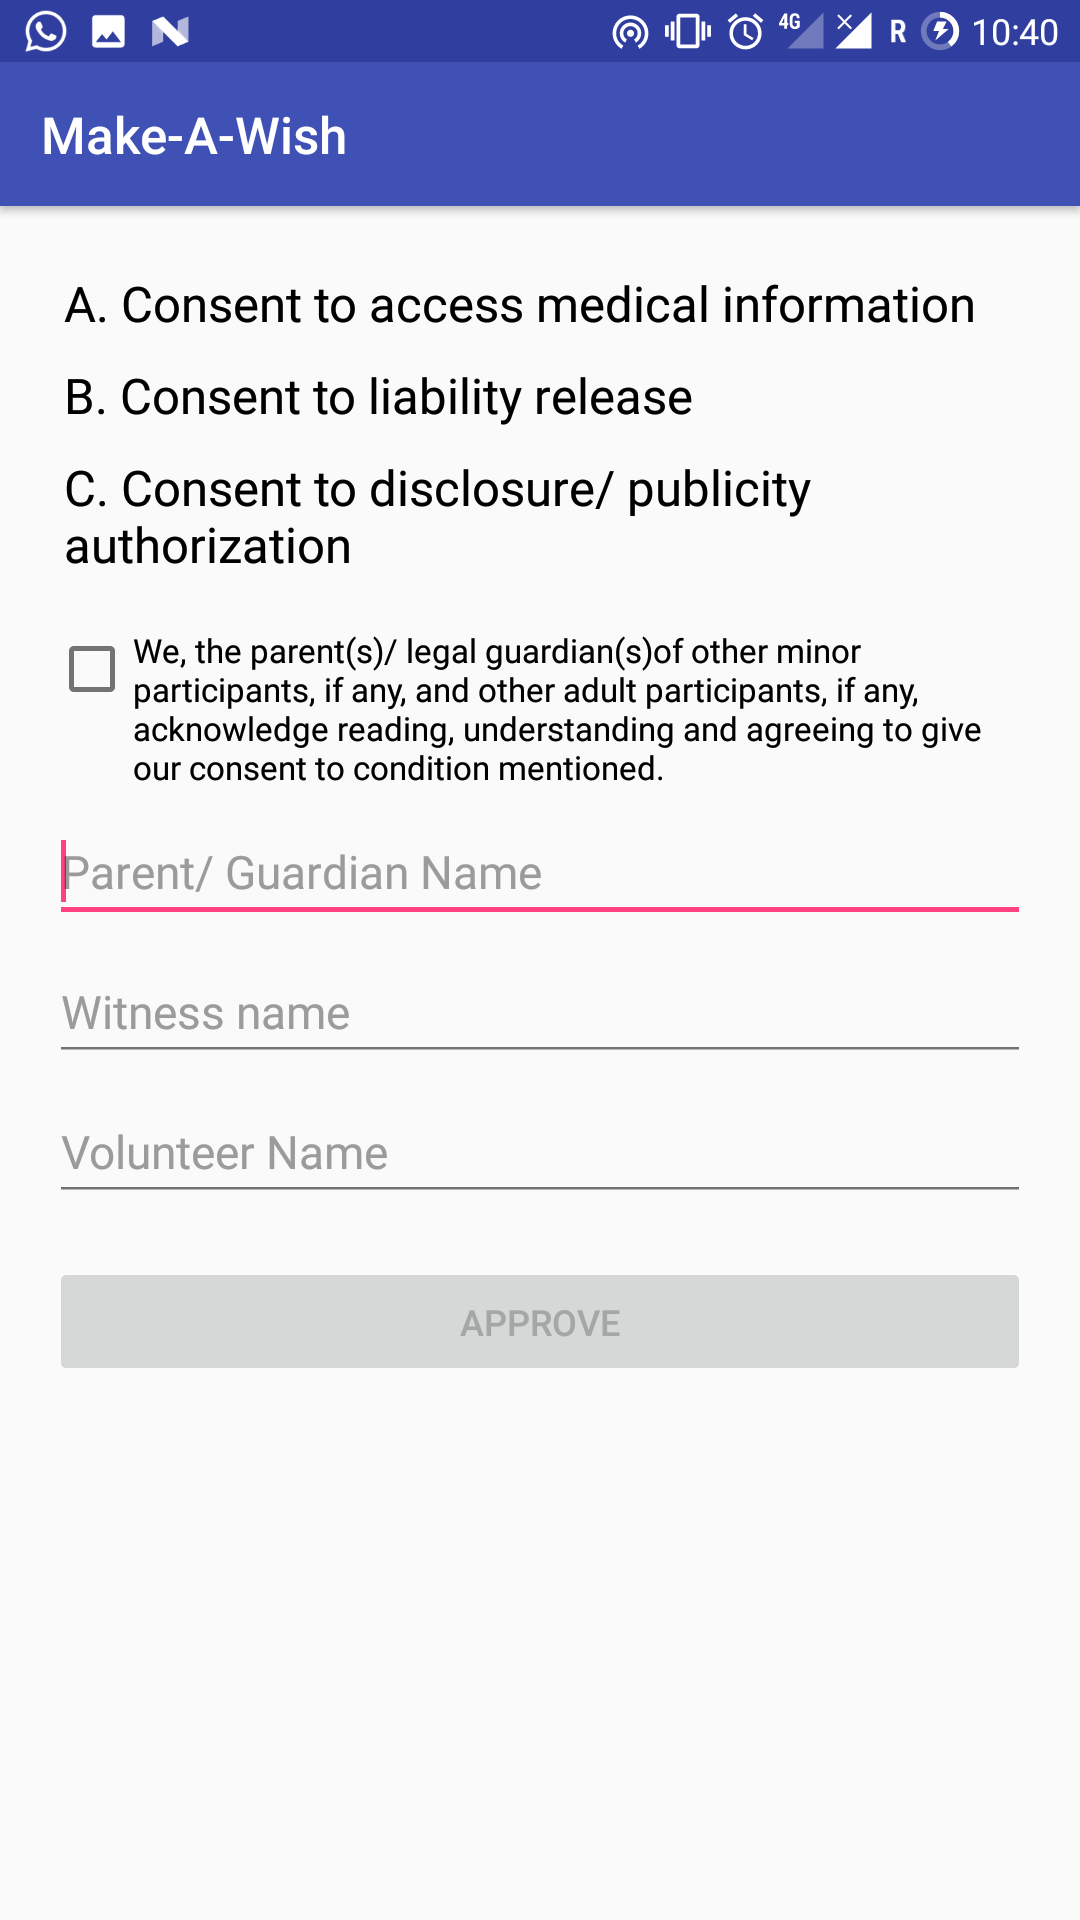 4G R 10:40
Make-A-Wish
A. Consent to access medical information
B. Consent to liability release
C. Consent to disclosure/ publicity
authorization
We, the parent(s)/ legal guardian(s)of other minor
participants, if any, and other adult participants, if any,
acknowledge reading, understanding and agreeing to give
our consent to condition mentioned.
Parent/ Guardian Name
Witness name
Volunteer Name
APPROVE